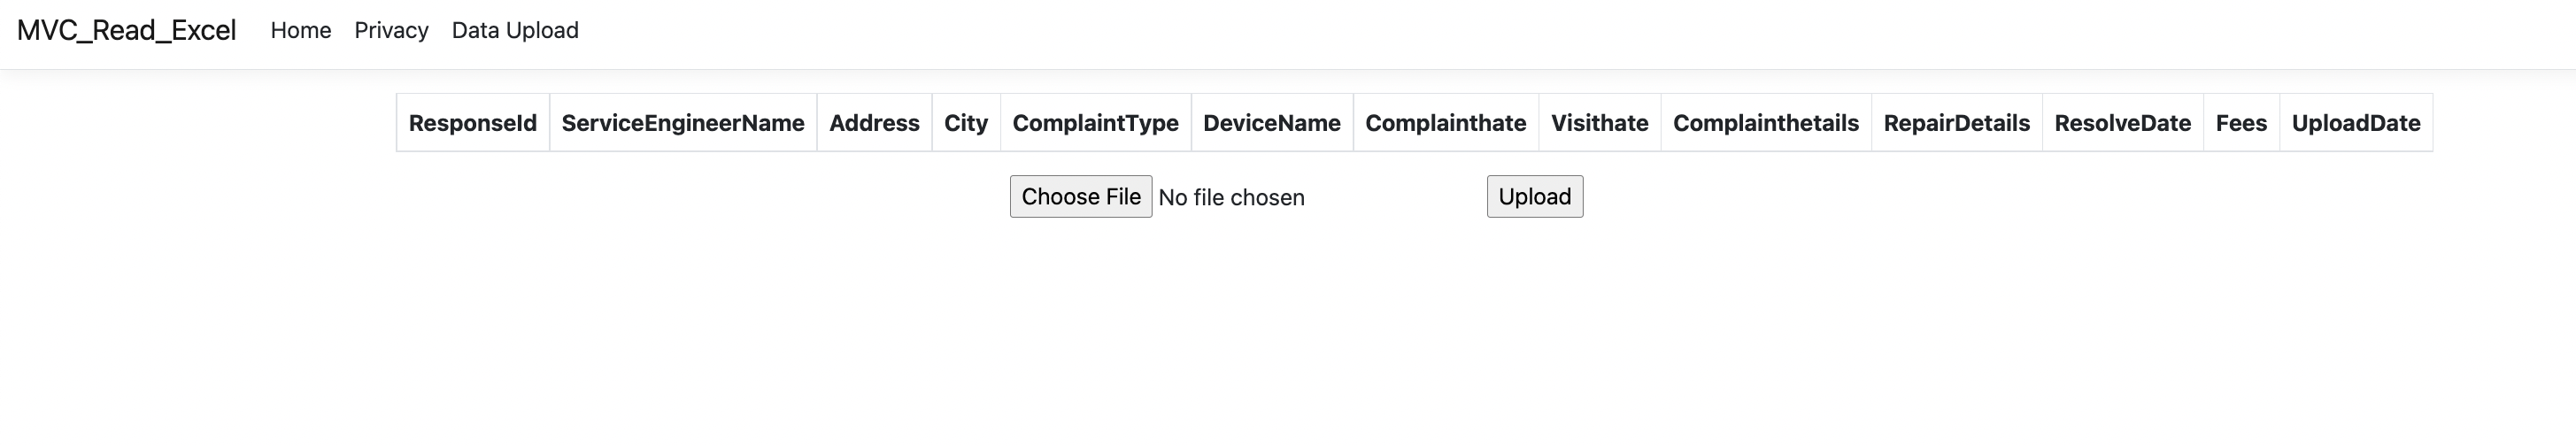 MVC_Read_Excel Home Privacy Data Upload
ResponseId ServiceEngineerName Address City ComplaintType DeviceName Complainthate Visithate Complainthetails RepairDetails ResolveDate Fees UploadDate
Choose File No file chosen Upload